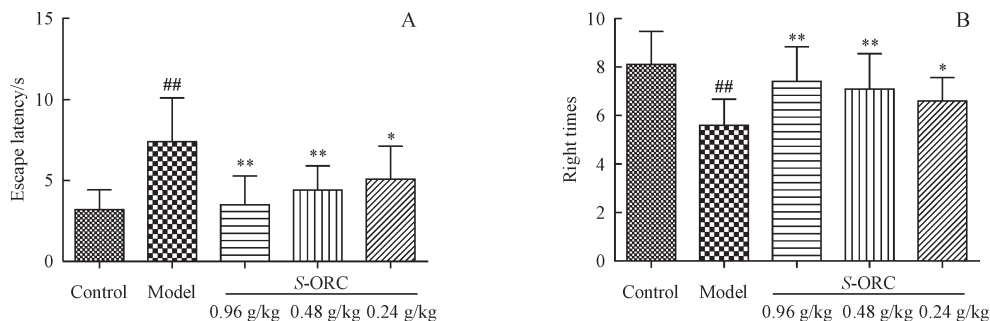 A
Escape latency/s
15
10
5
0
##
**
**
*
Control
Model
S-ORC
0.96 g/kg
0.48 g/kg
0.24 g/kg
B
Right times
10
8
6
4
2
0
##
**
**
*
Control
Model
S-ORC
0.96 g/kg
0.48 g/kg
0.24 g/kg